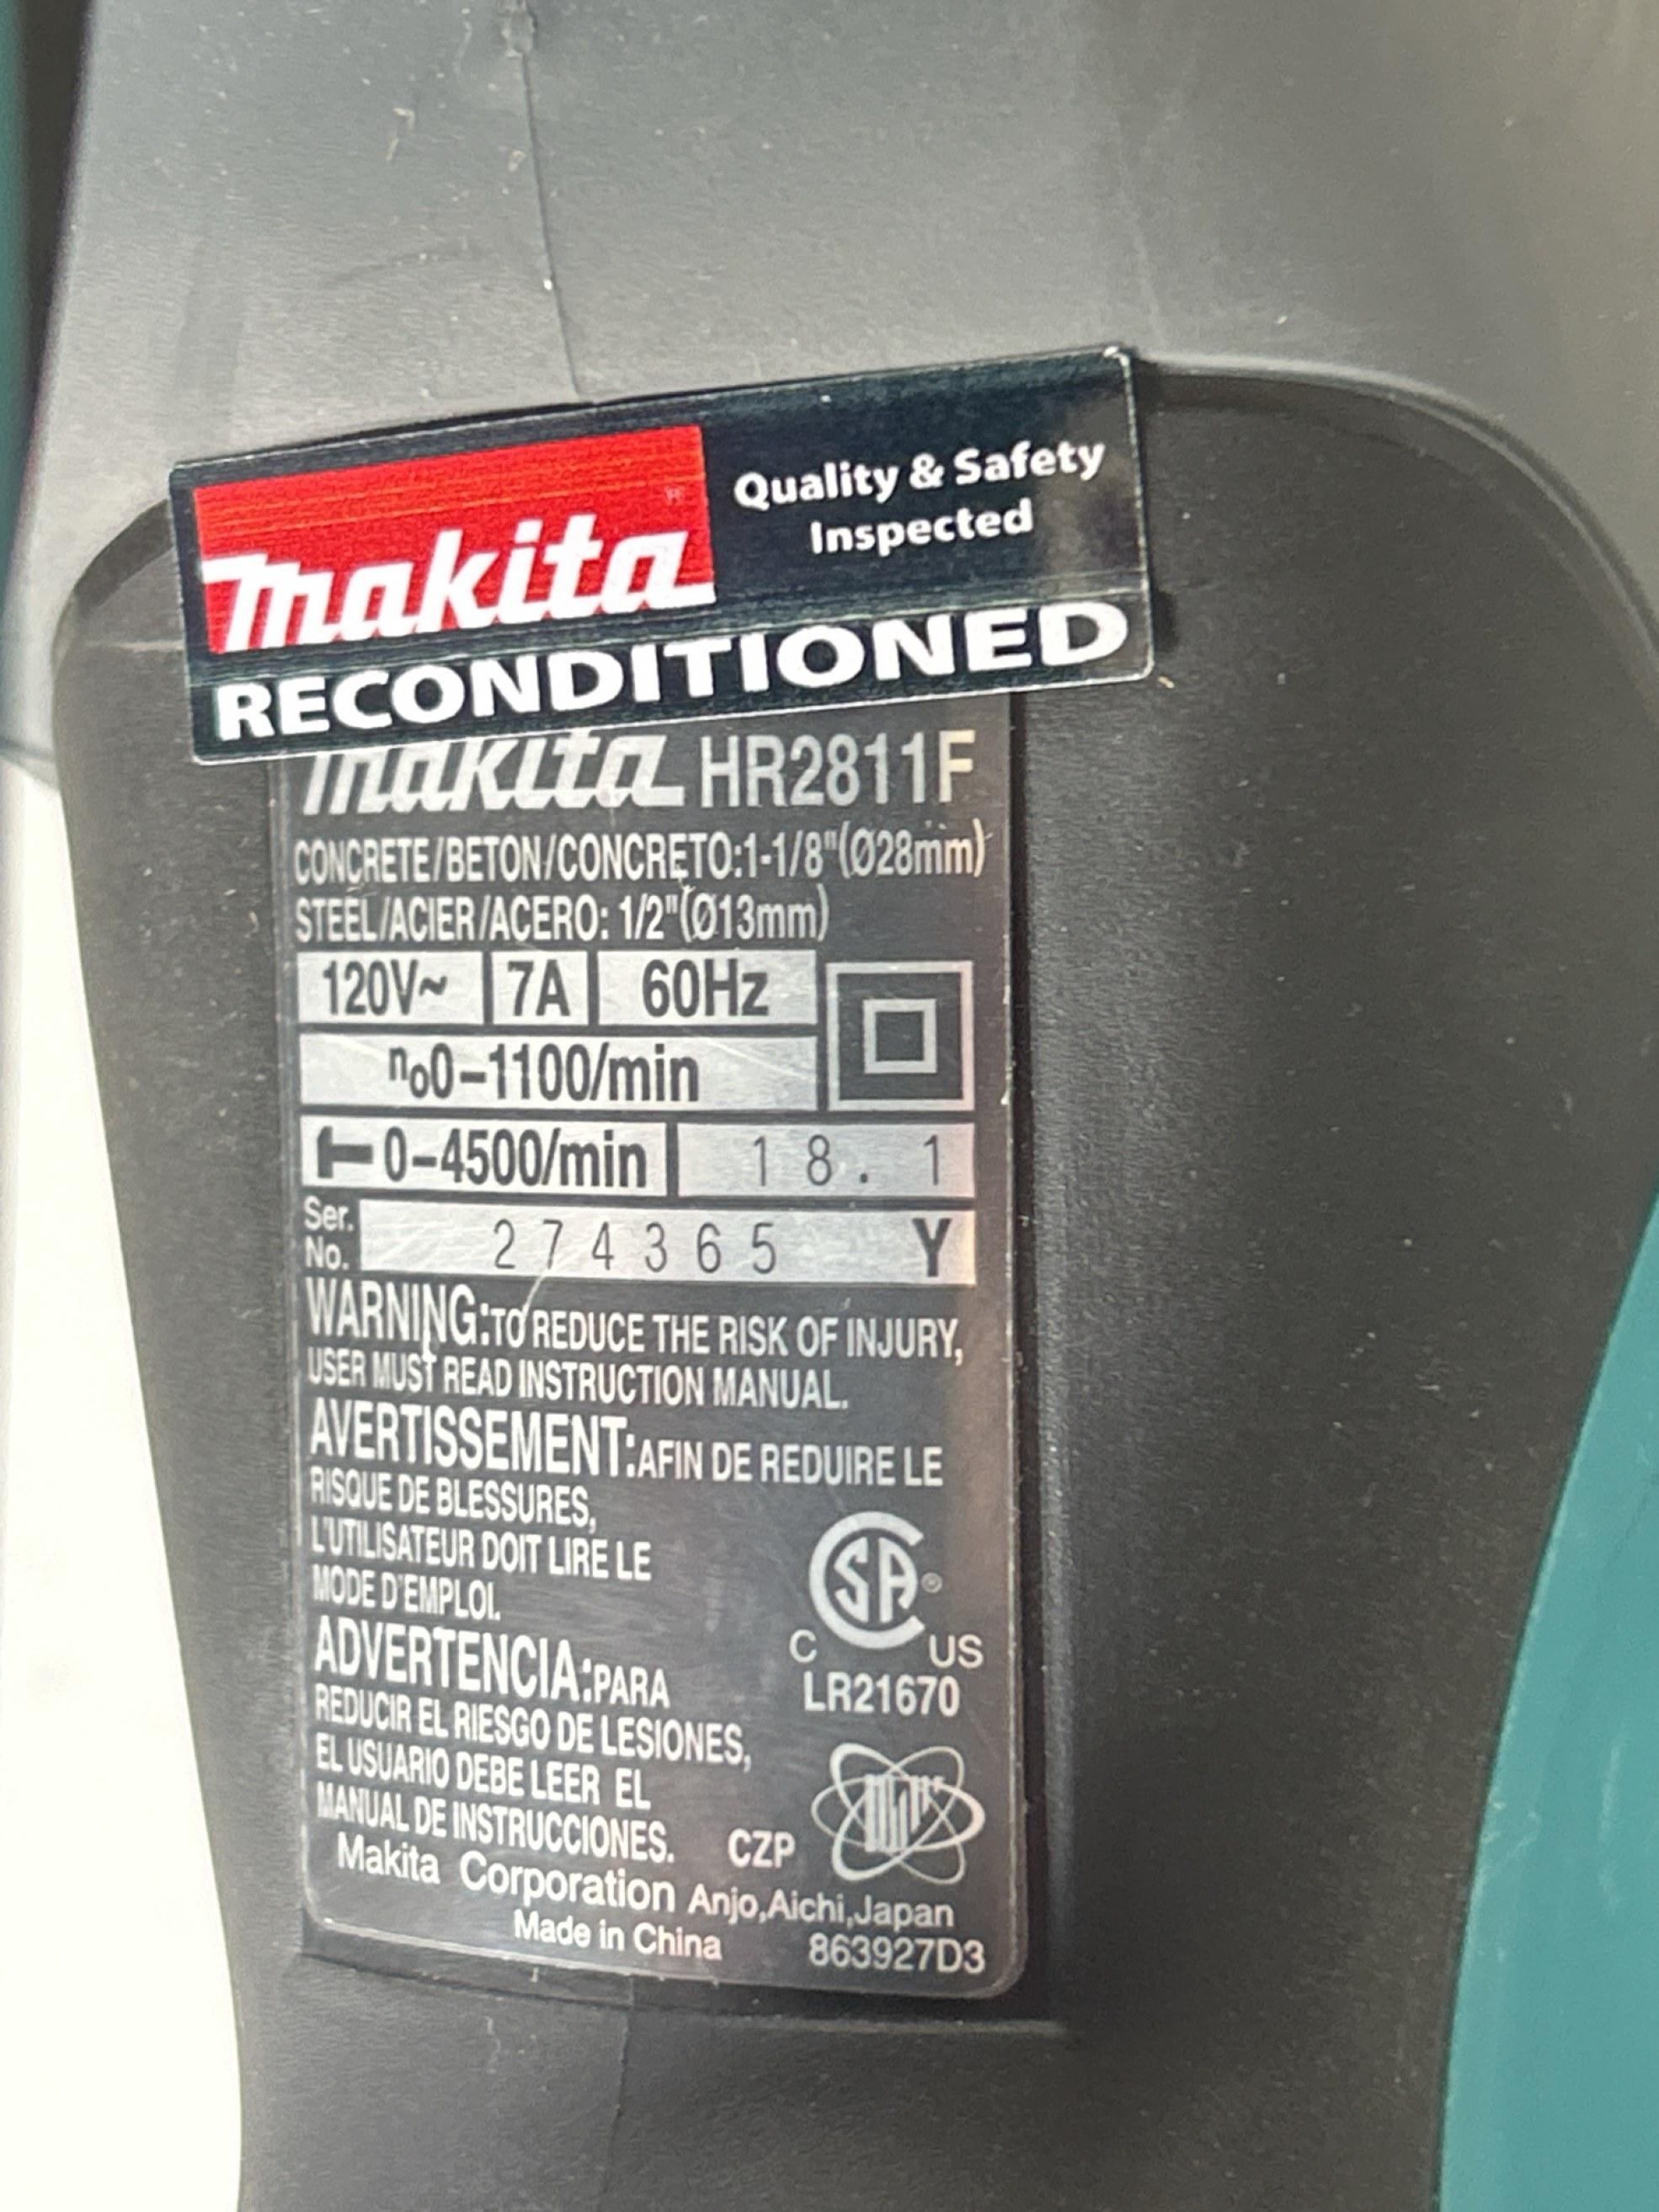 makita
Quality & Safety
Inspected
RECONDITIONED
makita HR2811F
CONCRETE/BETON/CONCRETO:1-1/8"(Ø28mm)
STEEL/ACIER/ACERO: 1/2"(Ø13mm)
120V~ 7A 60Hz
n₀0-1100/min
0-4500/min 18. 1
Ser.
No. 274365 Y
WARNING:TO REDUCE THE RISK OF INJURY,
USER MUST READ INSTRUCTION MANUAL.
AVERTISSEMENT:AFIN DE REDUIRE LE
RISQUE DE BLESSURES,
L'UTILISATEUR DOIT LIRE LE
MODE D'EMPLOI.
ADVERTENCIA:PARA
REDUCIR EL RIESGO DE LESIONES,
EL USUARIO DEBE LEER EL
MANUAL DE INSTRUCCIONES.
CSA®
C US
LR21670
CZP
Makita Corporation Anjo,Aichi,Japan
Made in China 863927D3